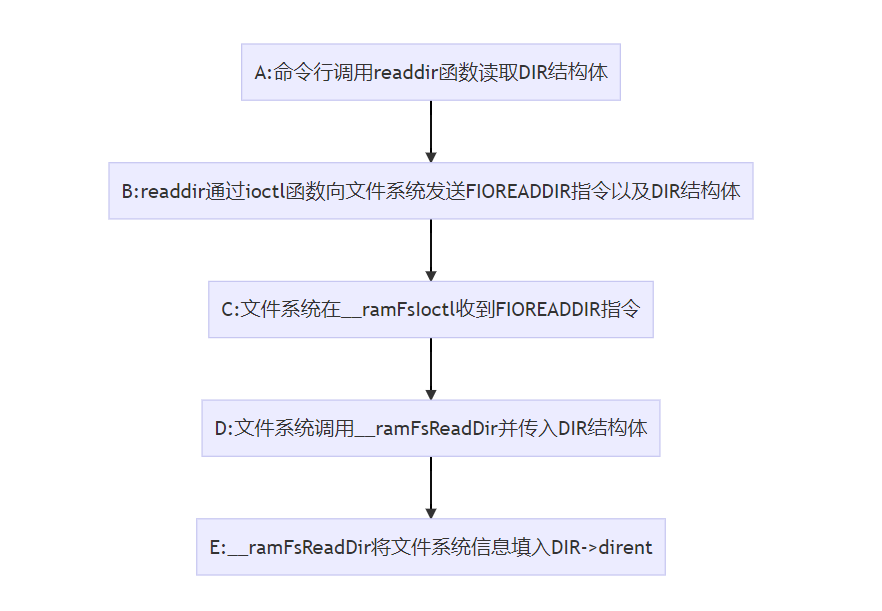 A:命令行调用readdir函数读取DIR结构体
B:readdir通过ioctl函数向文件系统发送FIOREADDIR指令以及DIR结构体
C:文件系统在__ramFsIoctl收到FIOREADDIR指令
D:文件系统调用__ramFsReadDir并传入DIR结构体
E:__ramFsReadDir将文件系统信息填入DIR->dirent